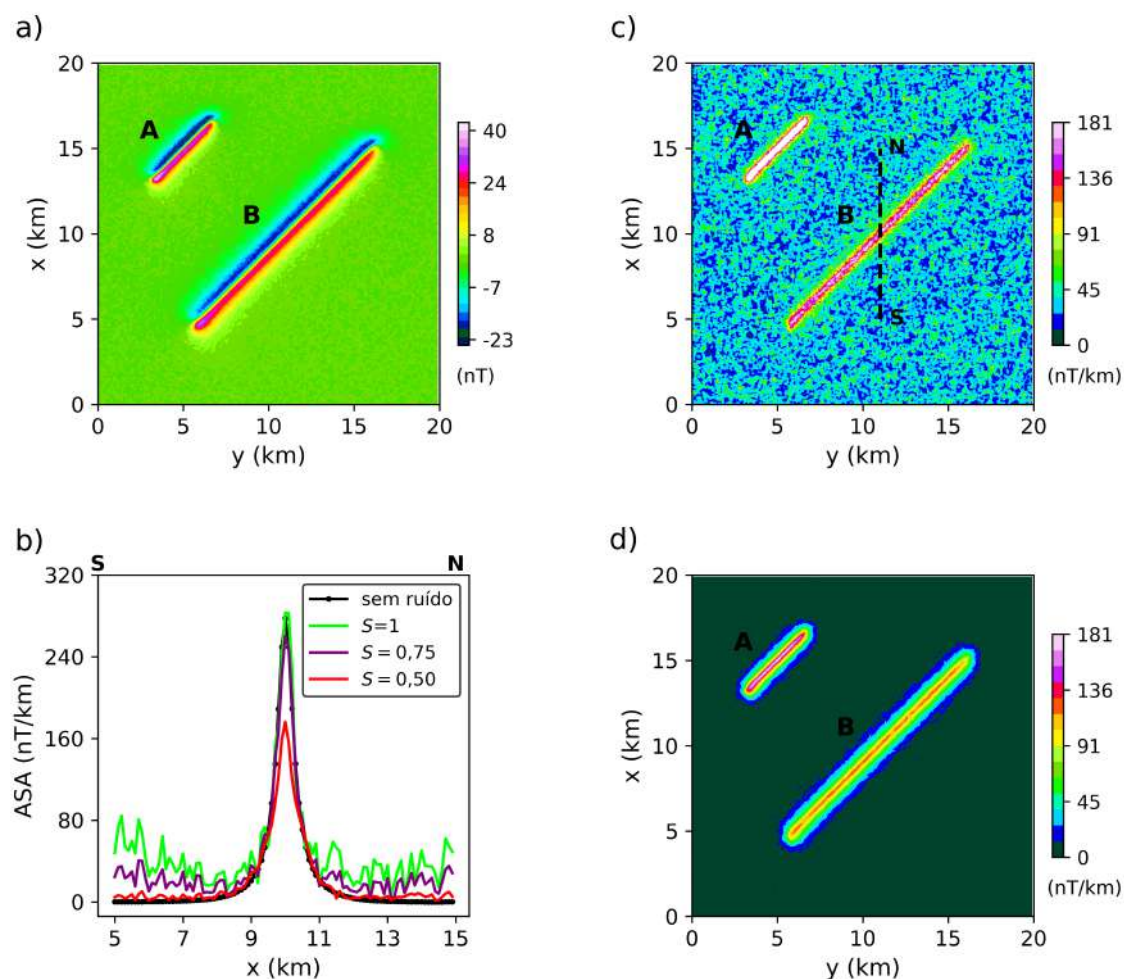 a)
20
15
10
5
0
x (km)
A
B
0 5 10 15 20
y (km)
40
24
8
-7
-23
(nT)
c)
20
15
10
5
0
x (km)
A
N
B
S
0 5 10 15 20
y (km)
181
136
91
45
0
(nT/km)
b)
S N
320
240
160
80
0
ASA (nT/km)
sem ruído
S=1
S = 0,75
S = 0,50
5 7 9 11 13 15
x (km)
d)
20
15
10
5
0
x (km)
A
B
0 5 10 15 20
y (km)
181
136
91
45
0
(nT/km)